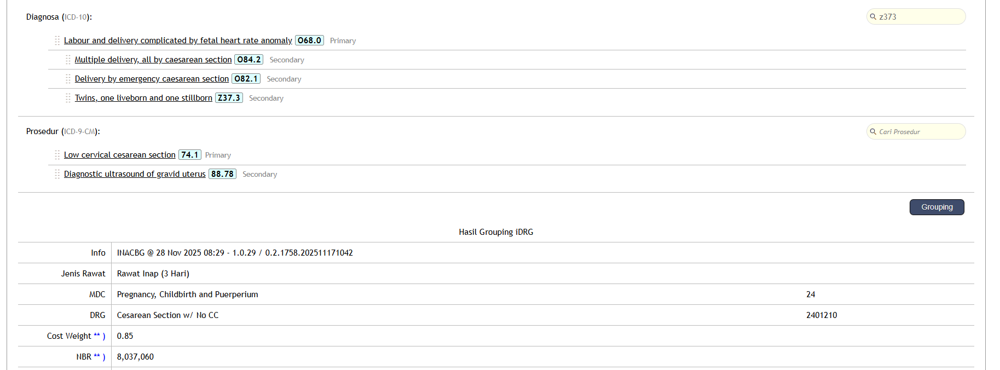 Diagnosa (ICD-10):
z373
Labour and delivery complicated by fetal heart rate anomaly O68.0 Primary
Multiple delivery, all by caesarean section O84.2 Secondary
Delivery by emergency caesarean section O82.1 Secondary
Twins, one liveborn and one stillborn Z37.3 Secondary
Prosedur (ICD-9-CM):
Cari Prosedur
Low cervical cesarean section 74.1 Primary
Diagnostic ultrasound of gravid uterus 88.78 Secondary
Grouping
Hasil Grouping iDRG
Info INACBG @ 28 Nov 2025 08:29 - 1.0.29 / 0.2.1758.202511171042
Jenis Rawat Rawat Inap (3 Hari)
MDC Pregnancy, Childbirth and Puerperium 24
DRG Cesarean Section w/ No CC 2401210
Cost Weight ** ) 0.85
NBR ** ) 8,037,060